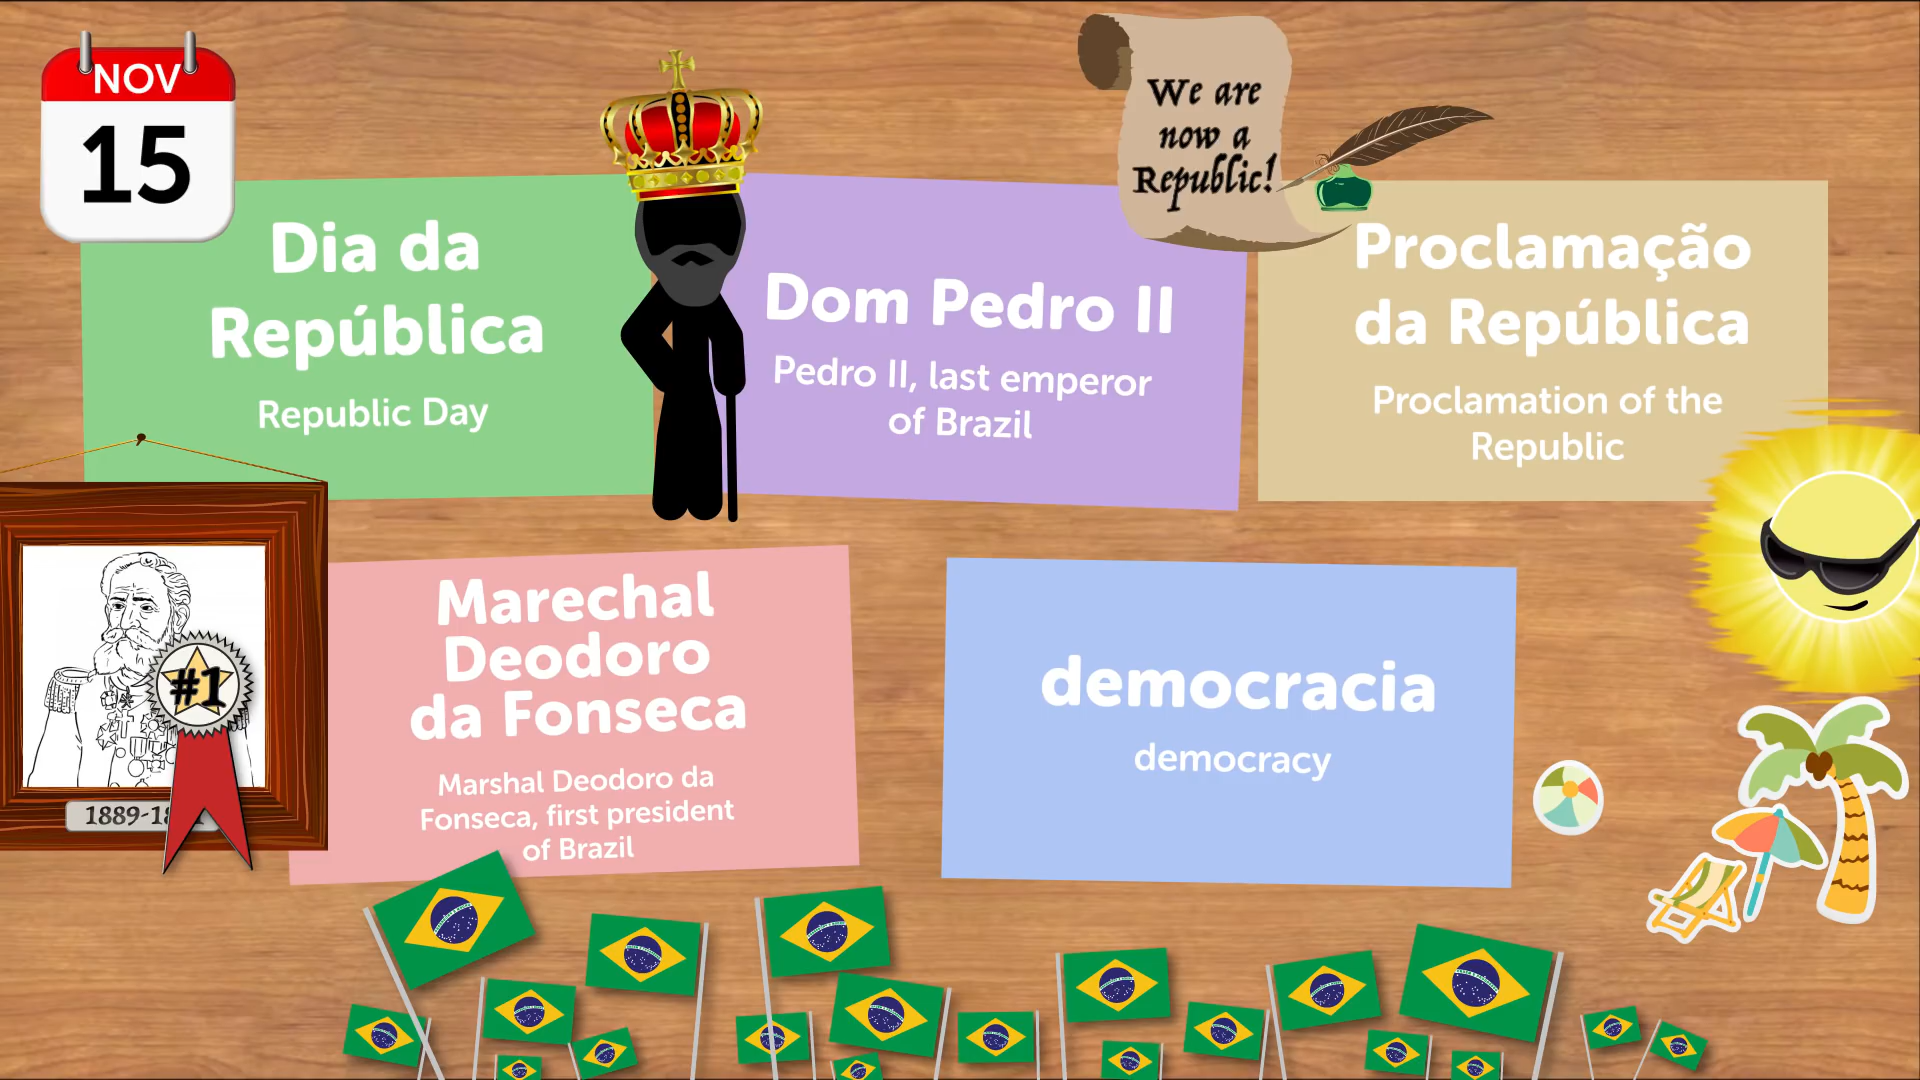 NOV
15
Dia da
República
Republic Day
Dom Pedro II
Pedro II, last emperor
of Brazil
We are
now a
Republic!
Proclamação
da República
Proclamation of the
Republic
#1
Marechal
Deodoro
da Fonseca
Marshal Deodoro da
Fonseca, first president
of Brazil
democracia
democracy